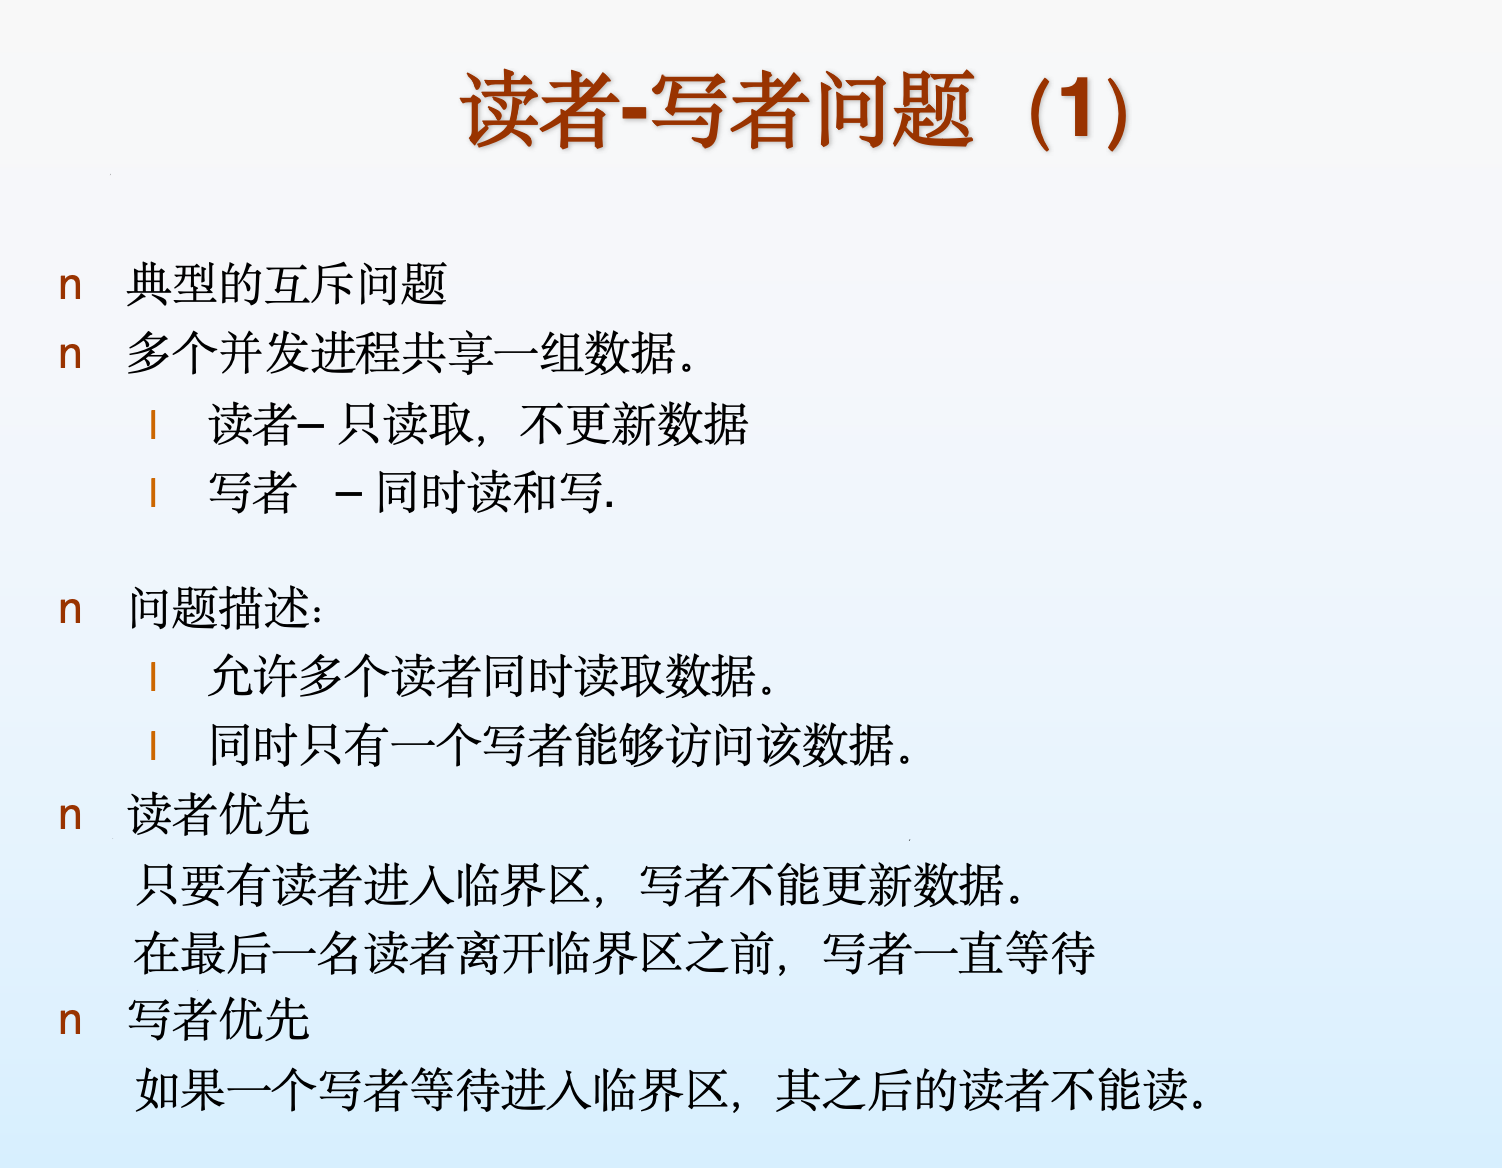 读者-写者问题（1）
n 典型的互斥问题
n 多个并发进程共享一组数据。
l 读者– 只读取，不更新数据
l 写者 – 同时读和写.
n 问题描述：
l 允许多个读者同时读取数据。
l 同时只有一个写者能够访问该数据。
n 读者优先
只要有读者进入临界区，写者不能更新数据。
在最后一名读者离开临界区之前，写者一直等待
n 写者优先
如果一个写者等待进入临界区，其之后的读者不能读。